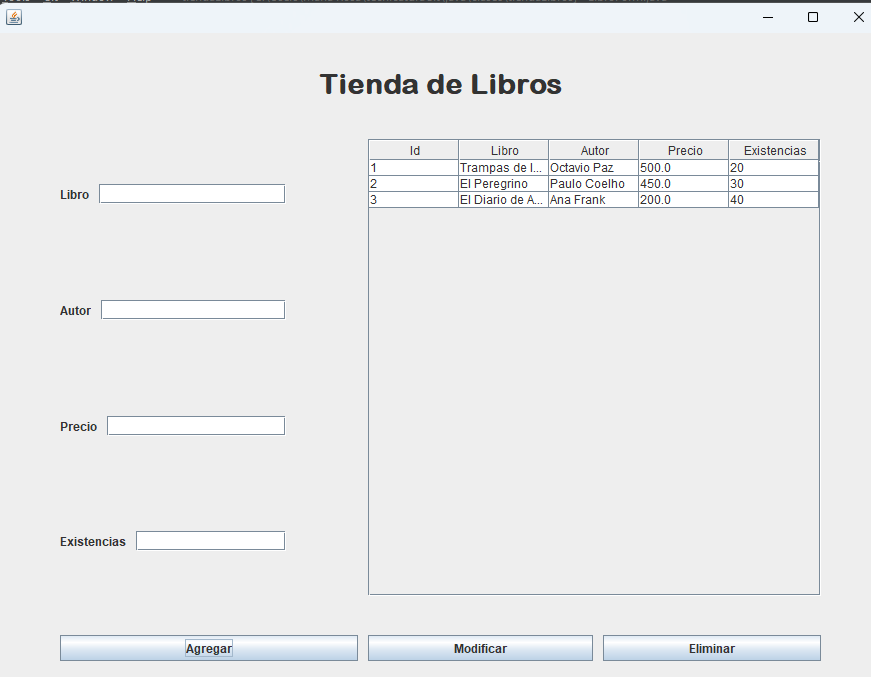 Tienda de Libros
Id Libro Autor Precio Existencias
1 Trampas de l... Octavio Paz 500.0 20
2 El Peregrino Paulo Coelho 450.0 30
3 El Diario de A... Ana Frank 200.0 40
Libro
Autor
Precio
Existencias
Agregar Modificar Eliminar